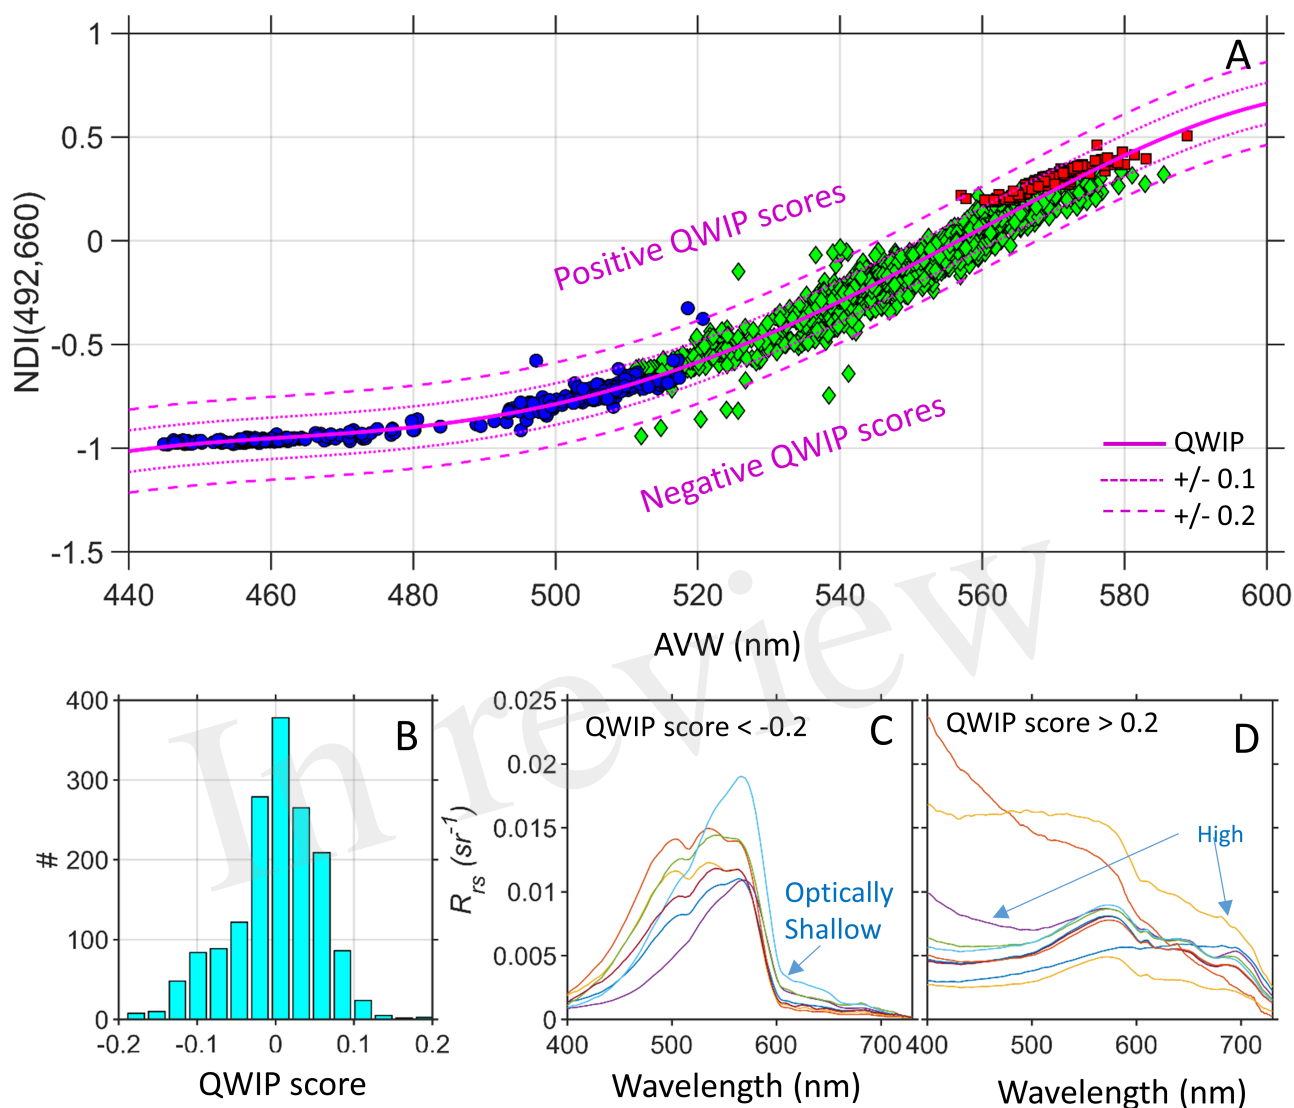 A
1
0.5
0
-0.5
-1
-1.5
NDI(492,660)
Positive QWIP scores
Negative QWIP scores
QWIP
+/- 0.1
+/- 0.2
440 460 480 500 520 540 560 580 600
AVW (nm)
In review
B
400
300
200
100
0
#
-0.2 -0.1 0 0.1 0.2
QWIP score
QWIP score < -0.2 C
0.025
0.02
0.015
0.01
0.005
0
Rrs (sr-1)
Optically
Shallow
400 500 600 700
Wavelength (nm)
QWIP score > 0.2 D
High
400 500 600 700
Wavelength (nm)